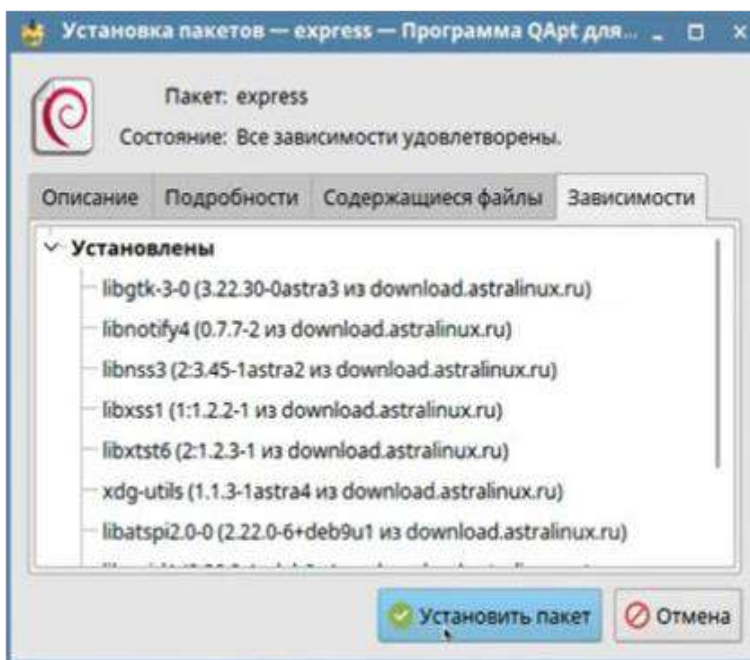 Установка пакетов — express — Программа QApt для...
Пакет: express
Состояние: Все зависимости удовлетворены.
Описание Подробности Содержащиеся файлы Зависимости
Установлены
libgtk-3-0 (3.22.30-0astra3 из download.astralinux.ru)
libnotify4 (0.7.7-2 из download.astralinux.ru)
libnss3 (2:3.45-1astra2 из download.astralinux.ru)
libxss1 (1:1.2.2-1 из download.astralinux.ru)
libxtst6 (2:1.2.3-1 из download.astralinux.ru)
xdg-utils (1.1.3-1astra4 из download.astralinux.ru)
libatspi2.0-0 (2.22.0-6+deb9u1 из download.astralinux.ru)
Установить пакет Отмена